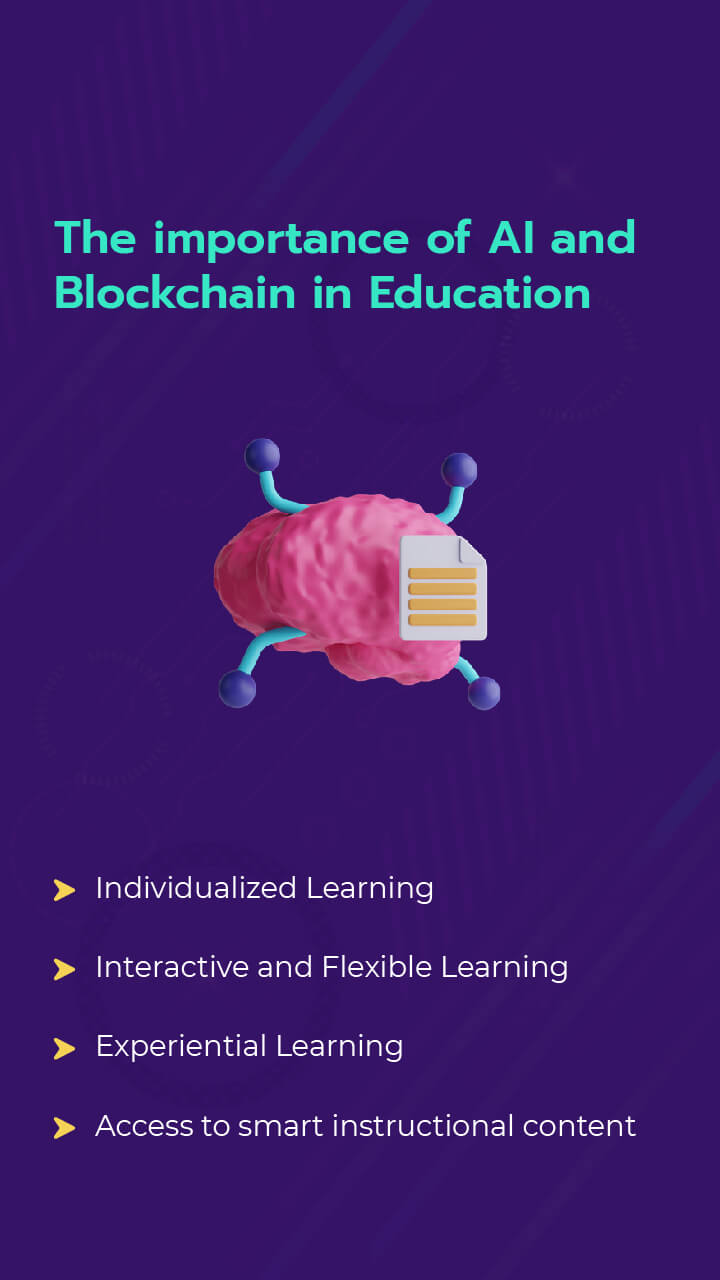 The importance of AI and
Blockchain in Education
Individualized Learning
Interactive and Flexible Learning
Experiential Learning
Access to smart instructional content